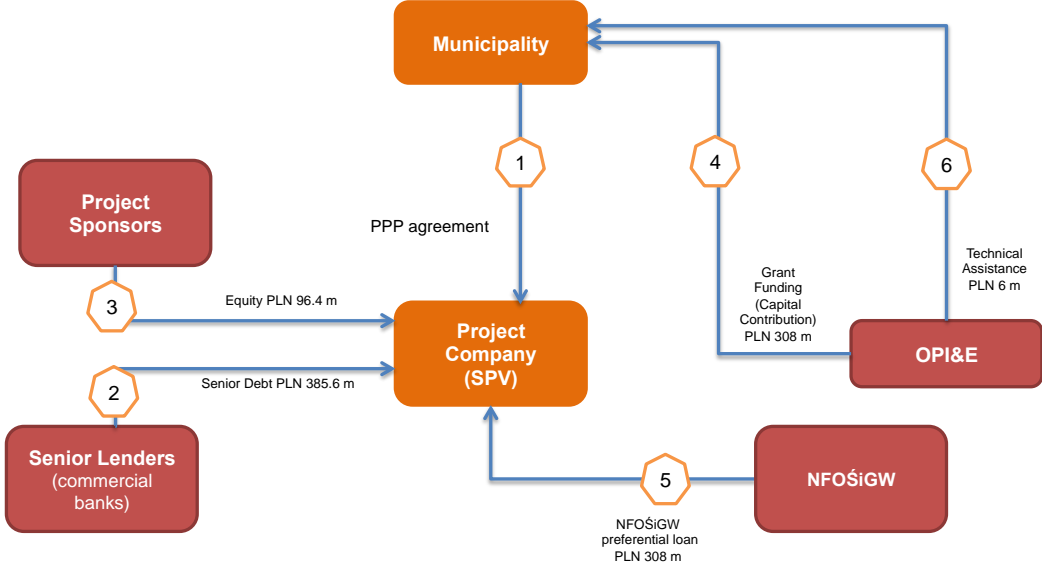 Municipality
1
4
6
Project
Sponsors
PPP agreement
Technical
Assistance
PLN 6 m
Grant
Funding
(Capital
Contribution)
PLN 308 m
3
Equity PLN 96.4 m
Project
Company
(SPV)
OPI&E
2
Senior Debt PLN 385.6 m
Senior Lenders
(commercial
banks)
5
NFOŚiGW
NFOŚiGW
preferential loan
PLN 308 m